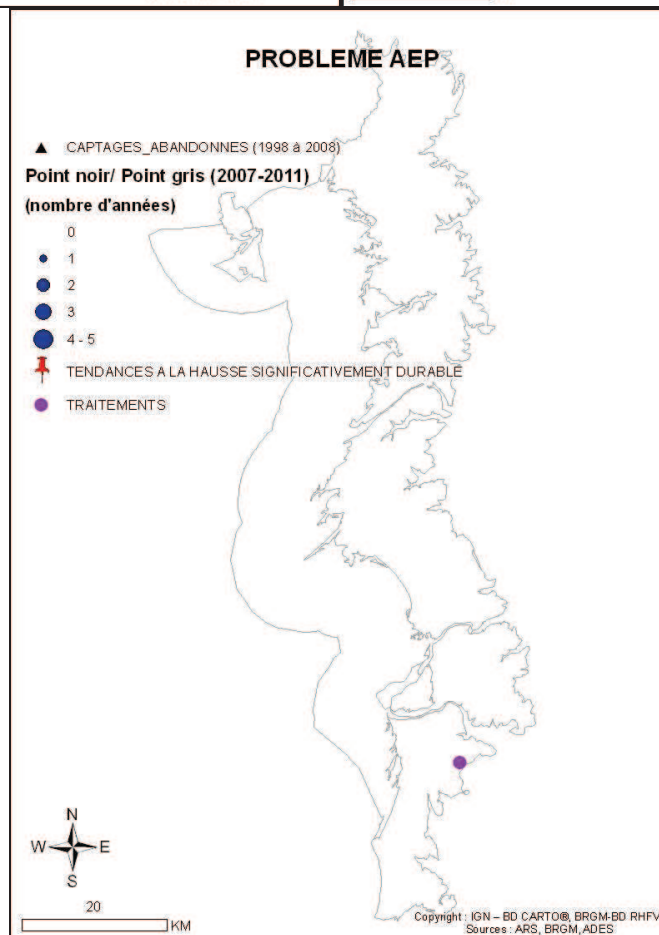 PROBLEME AEP
CAPTAGES_ABANDONNES (1998 à 2008)
Point noir/ Point gris (2007-2011)
(nombre d'années)
0
1
2
3
4 - 5
TENDANCES A LA HAUSSE SIGNIFICATIVEMENT DURABLE
TRAITEMENTS
N
W E
S
20
KM
Copyright : IGN – BD CARTO®, BRGM-BD RHFV
Sources : ARS, BRGM, ADES